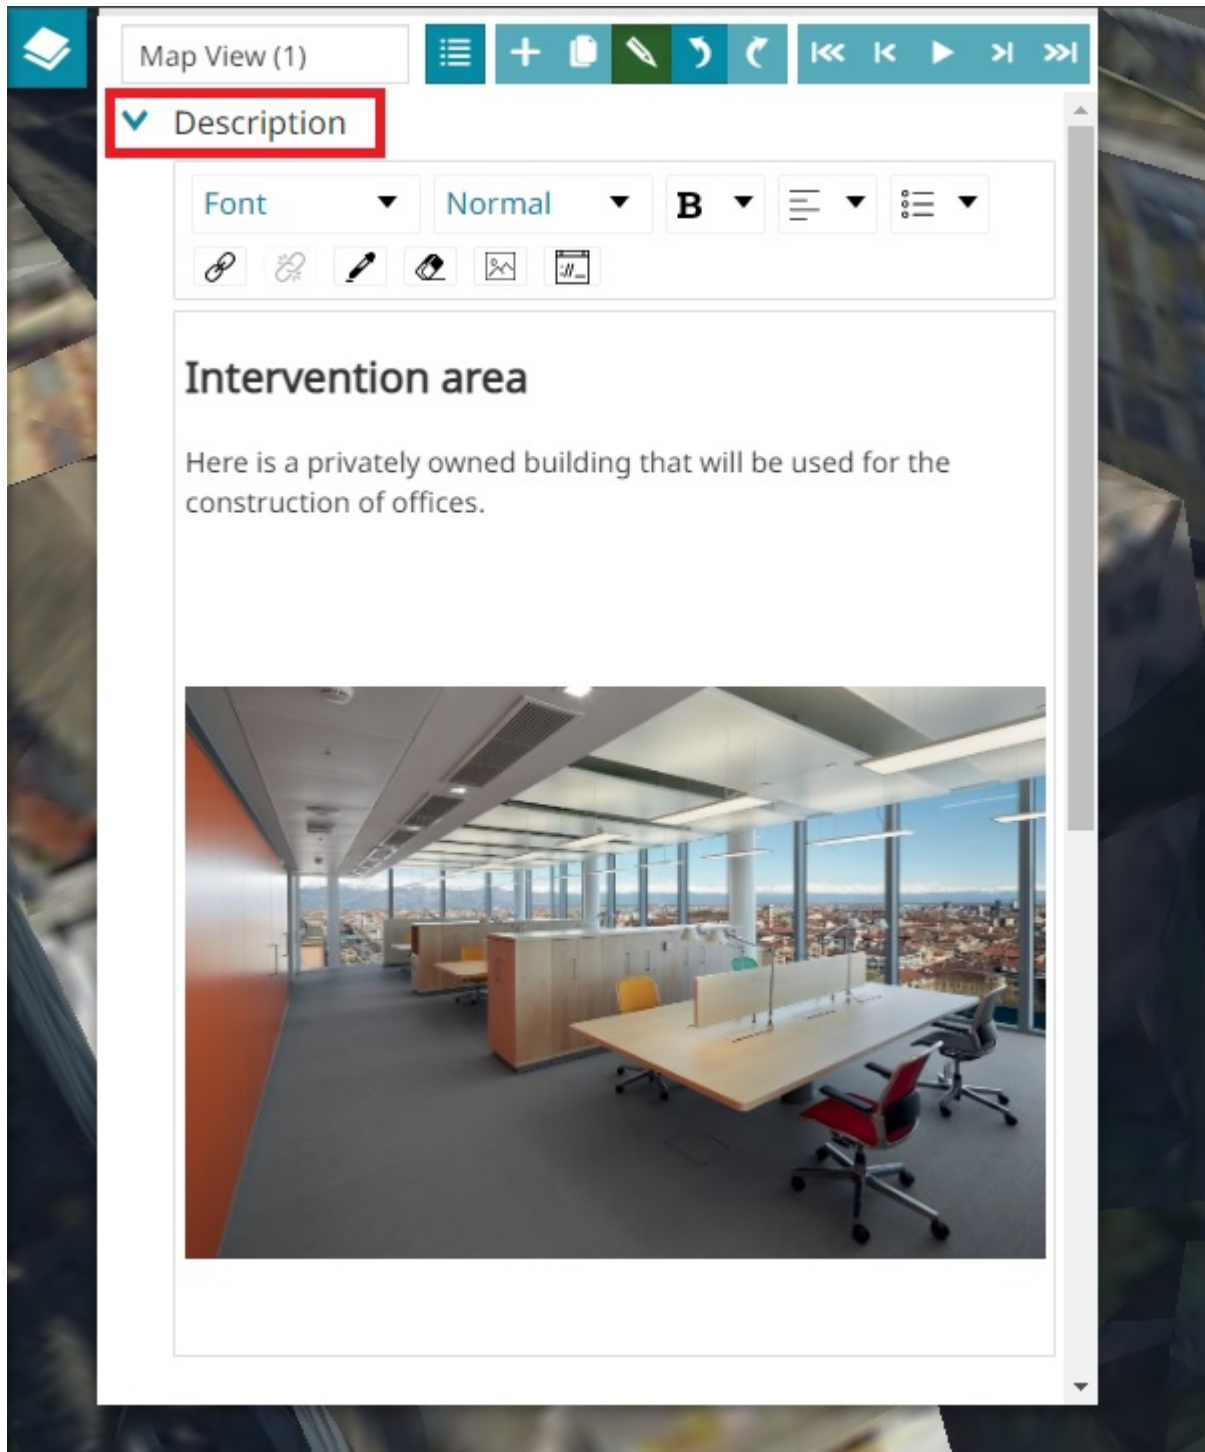 Map View (1)
Description
Font
Normal
B
Intervention area
Here is a privately owned building that will be used for the
construction of offices.